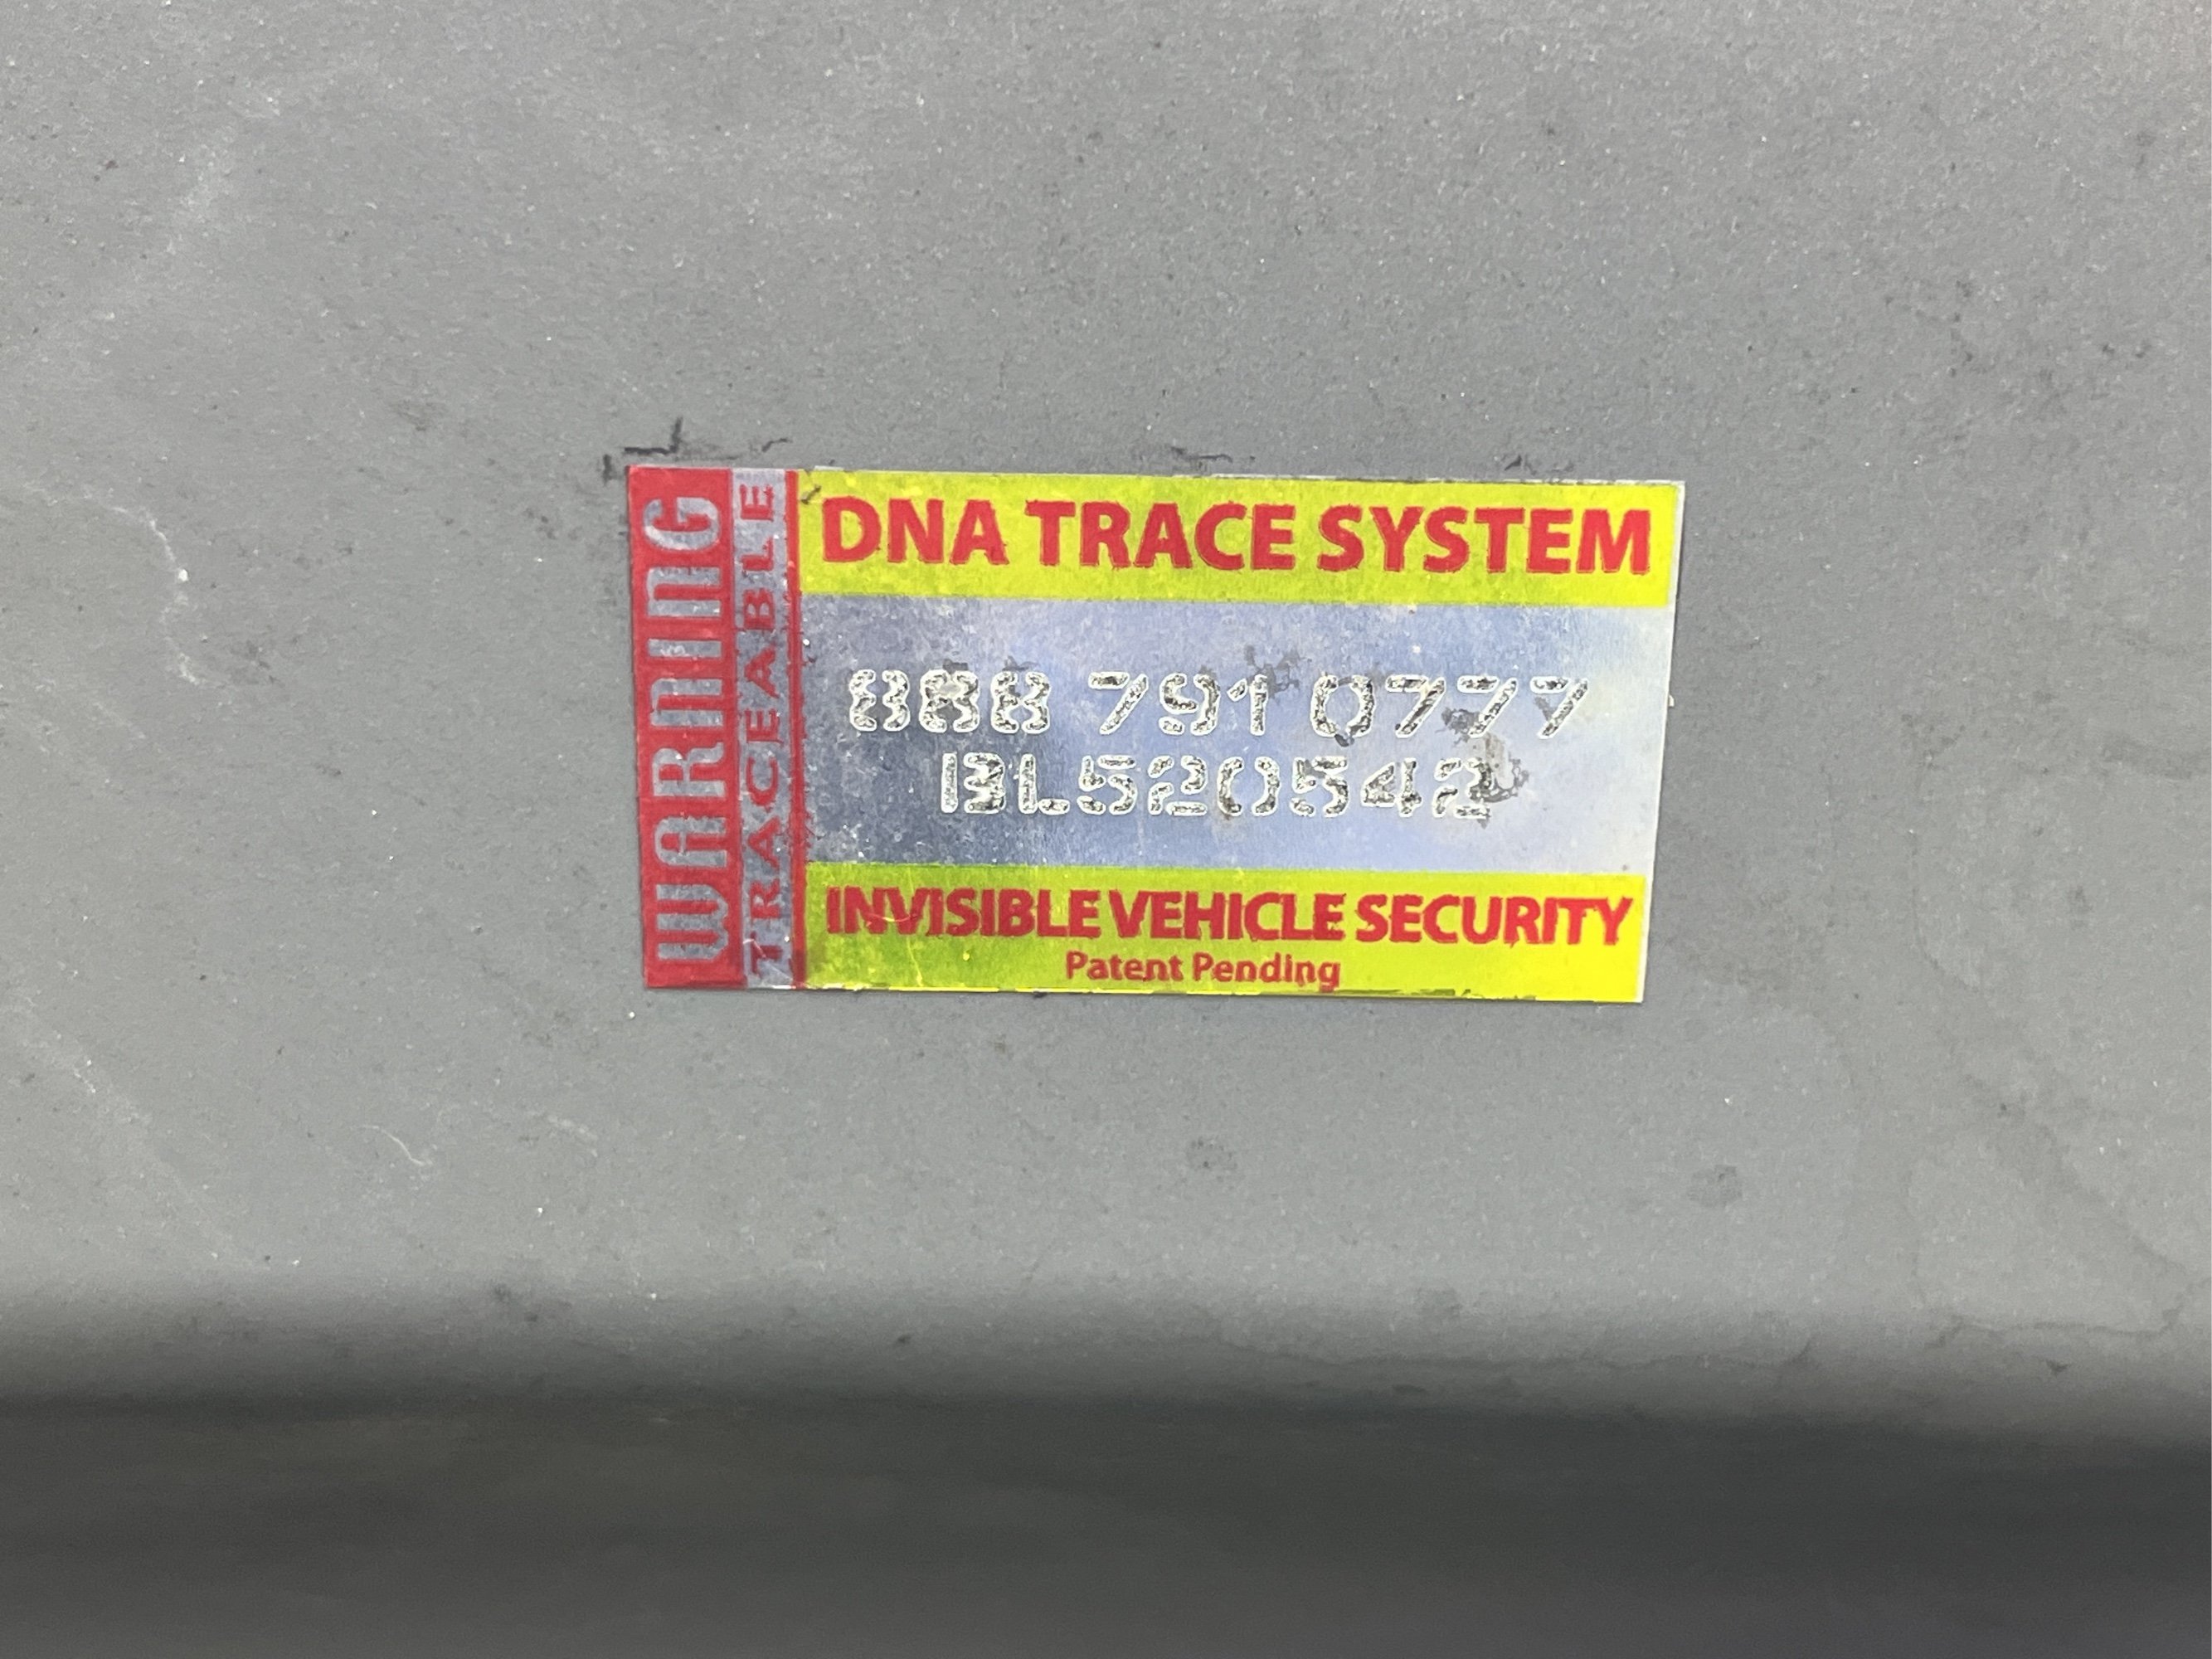 WARNING
TRACEABLE
DNA TRACE SYSTEM
888 791 0777
BL520542
INVISIBLE VEHICLE SECURITY
Patent Pending